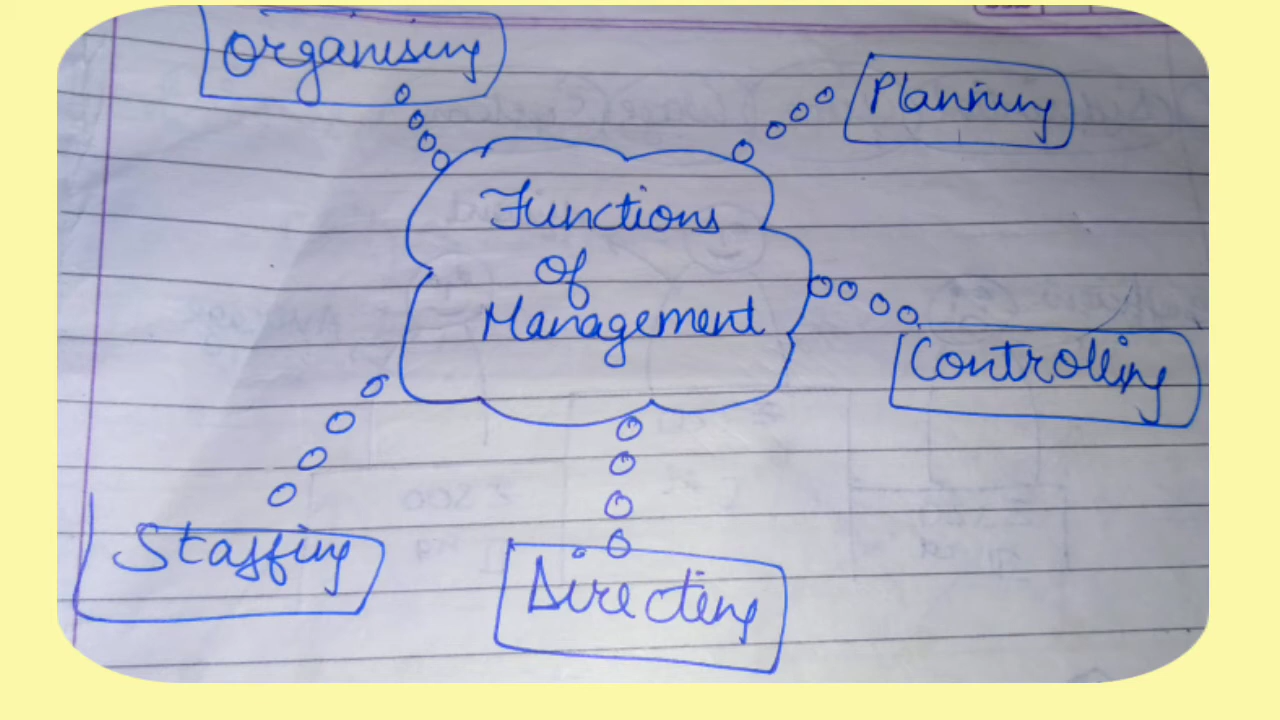 Organising
Planning
Functions
of
Management
Controlling
Staffing
Directing